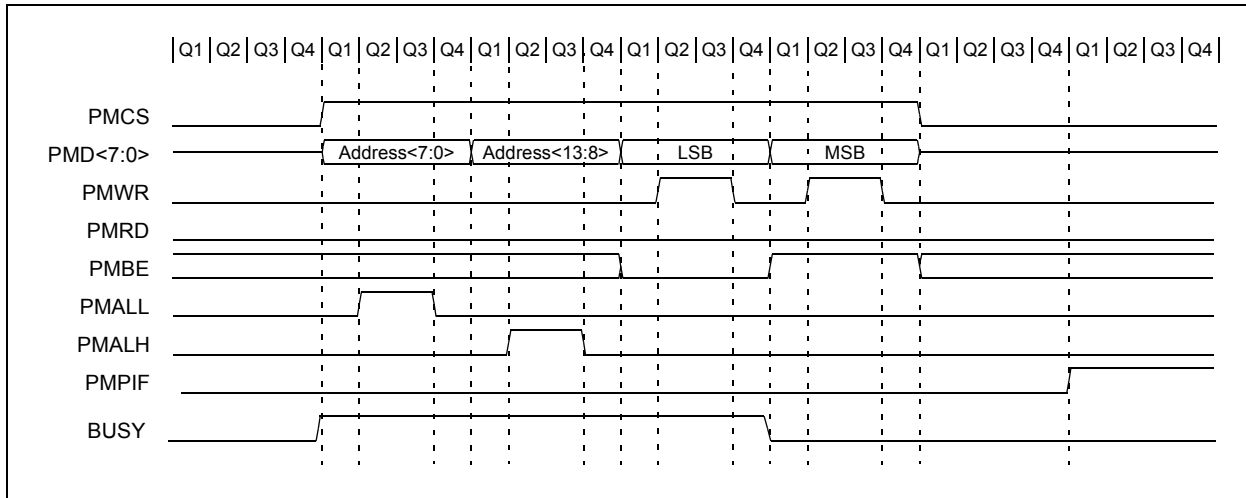 Q1 Q2 Q3 Q4 Q1 Q2 Q3 Q4 Q1 Q2 Q3 Q4 Q1 Q2 Q3 Q4 Q1 Q2 Q3 Q4 Q1 Q2 Q3 Q4 Q1 Q2 Q3 Q4
PMCS
PMD<7:0> Address<7:0> Address<13:8> LSB MSB
PMWR
PMRD
PMBE
PMALL
PMALH
PMPIF
BUSY